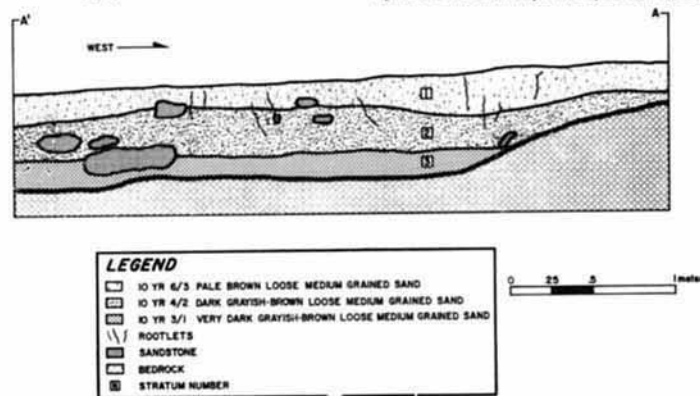 A'
A
WEST
1
2
3
LEGEND
10 YR 6/3 PALE BROWN LOOSE MEDIUM GRAINED SAND
10 YR 4/2 DARK GRAYISH-BROWN LOOSE MEDIUM GRAINED SAND
10 YR 3/1 VERY DARK GRAYISH-BROWN LOOSE MEDIUM GRAINED SAND
ROOTLETS
SANDSTONE
BEDROCK
STRATUM NUMBER
0 .25 .5 1 meter